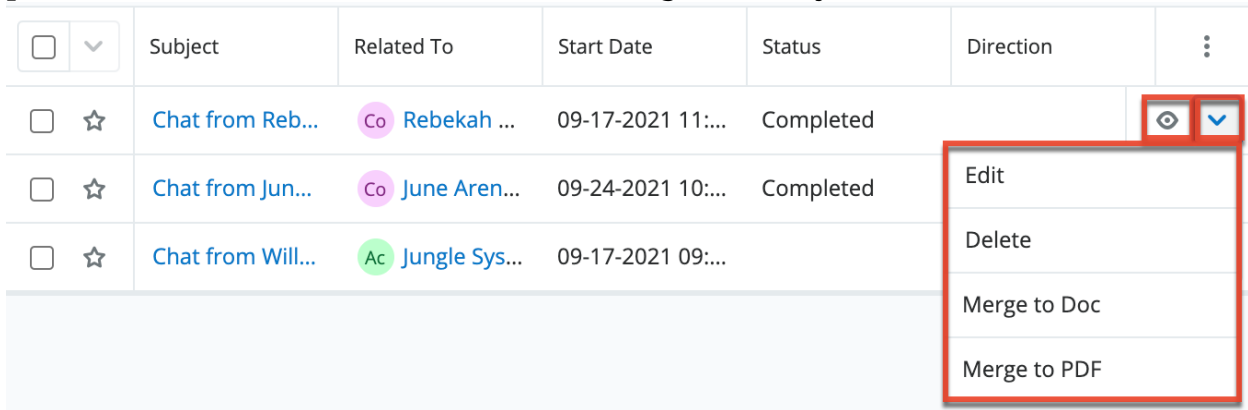 Subject Related To Start Date Status Direction
Chat from Reb... Co Rebekah ... 09-17-2021 11:... Completed
Edit
Chat from Jun... Co June Aren... 09-24-2021 10:... Completed
Delete
Chat from Will... Ac Jungle Sys... 09-17-2021 09:...
Merge to Doc
Merge to PDF